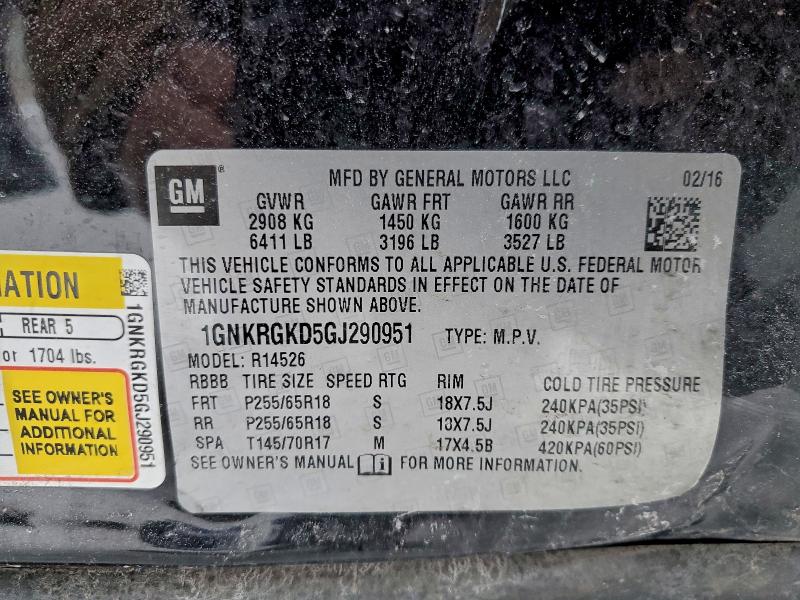 GM
MFD BY GENERAL MOTORS LLC 02/16
GVWR GAWR FRT GAWR RR
2908 KG 1450 KG 1600 KG
6411 LB 3196 LB 3527 LB
THIS VEHICLE CONFORMS TO ALL APPLICABLE U.S. FEDERAL MOTOR
VEHICLE SAFETY STANDARDS IN EFFECT ON THE DATE OF
MANUFACTURE SHOWN ABOVE.
1GNKRGKD5GJ290951 TYPE: M.P.V.
MODEL: R14526
RBBB TIRE SIZE SPEED RTG RIM COLD TIRE PRESSURE
FRT P255/65R18 S 18X7.5J 240KPA(35PSI)
RR P255/65R18 S 13X7.5J 240KPA(35PSI)
SPA T145/70R17 M 17X4.5B 420KPA(60PSI)
SEE OWNER'S MANUAL i FOR MORE INFORMATION.
ATION
REAR 5
or 1704 lbs.
SEE OWNER'S
MANUAL FOR
ADDITIONAL
INFORMATION
1GNKRGKD5GJ290951